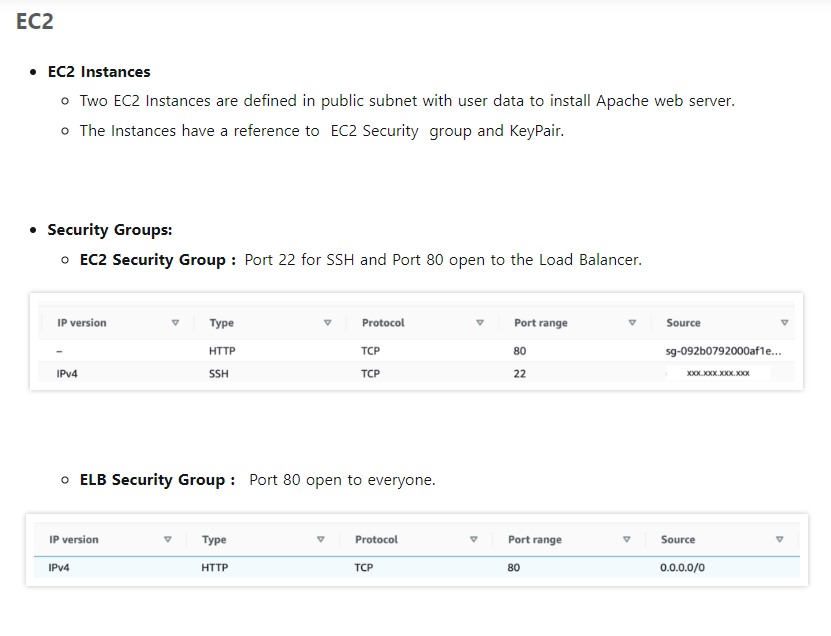 EC2
EC2 Instances
Two EC2 Instances are defined in public subnet with user data to install Apache web server.
The Instances have a reference to EC2 Security group and KeyPair.
Security Groups:
EC2 Security Group : Port 22 for SSH and Port 80 open to the Load Balancer.
IP version Type Protocol Port range Source
– HTTP TCP 80 sg-092b0792000af1e...
IPv4 SSH TCP 22 xxx.xxx.xxx.xxx
ELB Security Group : Port 80 open to everyone.
IP version Type Protocol Port range Source
IPv4 HTTP TCP 80 0.0.0.0/0